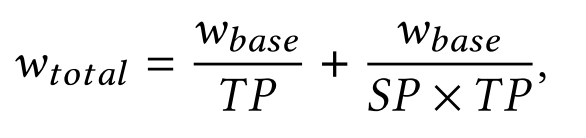 w_{total} = \frac{w_{base}}{TP} + \frac{w_{base}}{SP \times TP},